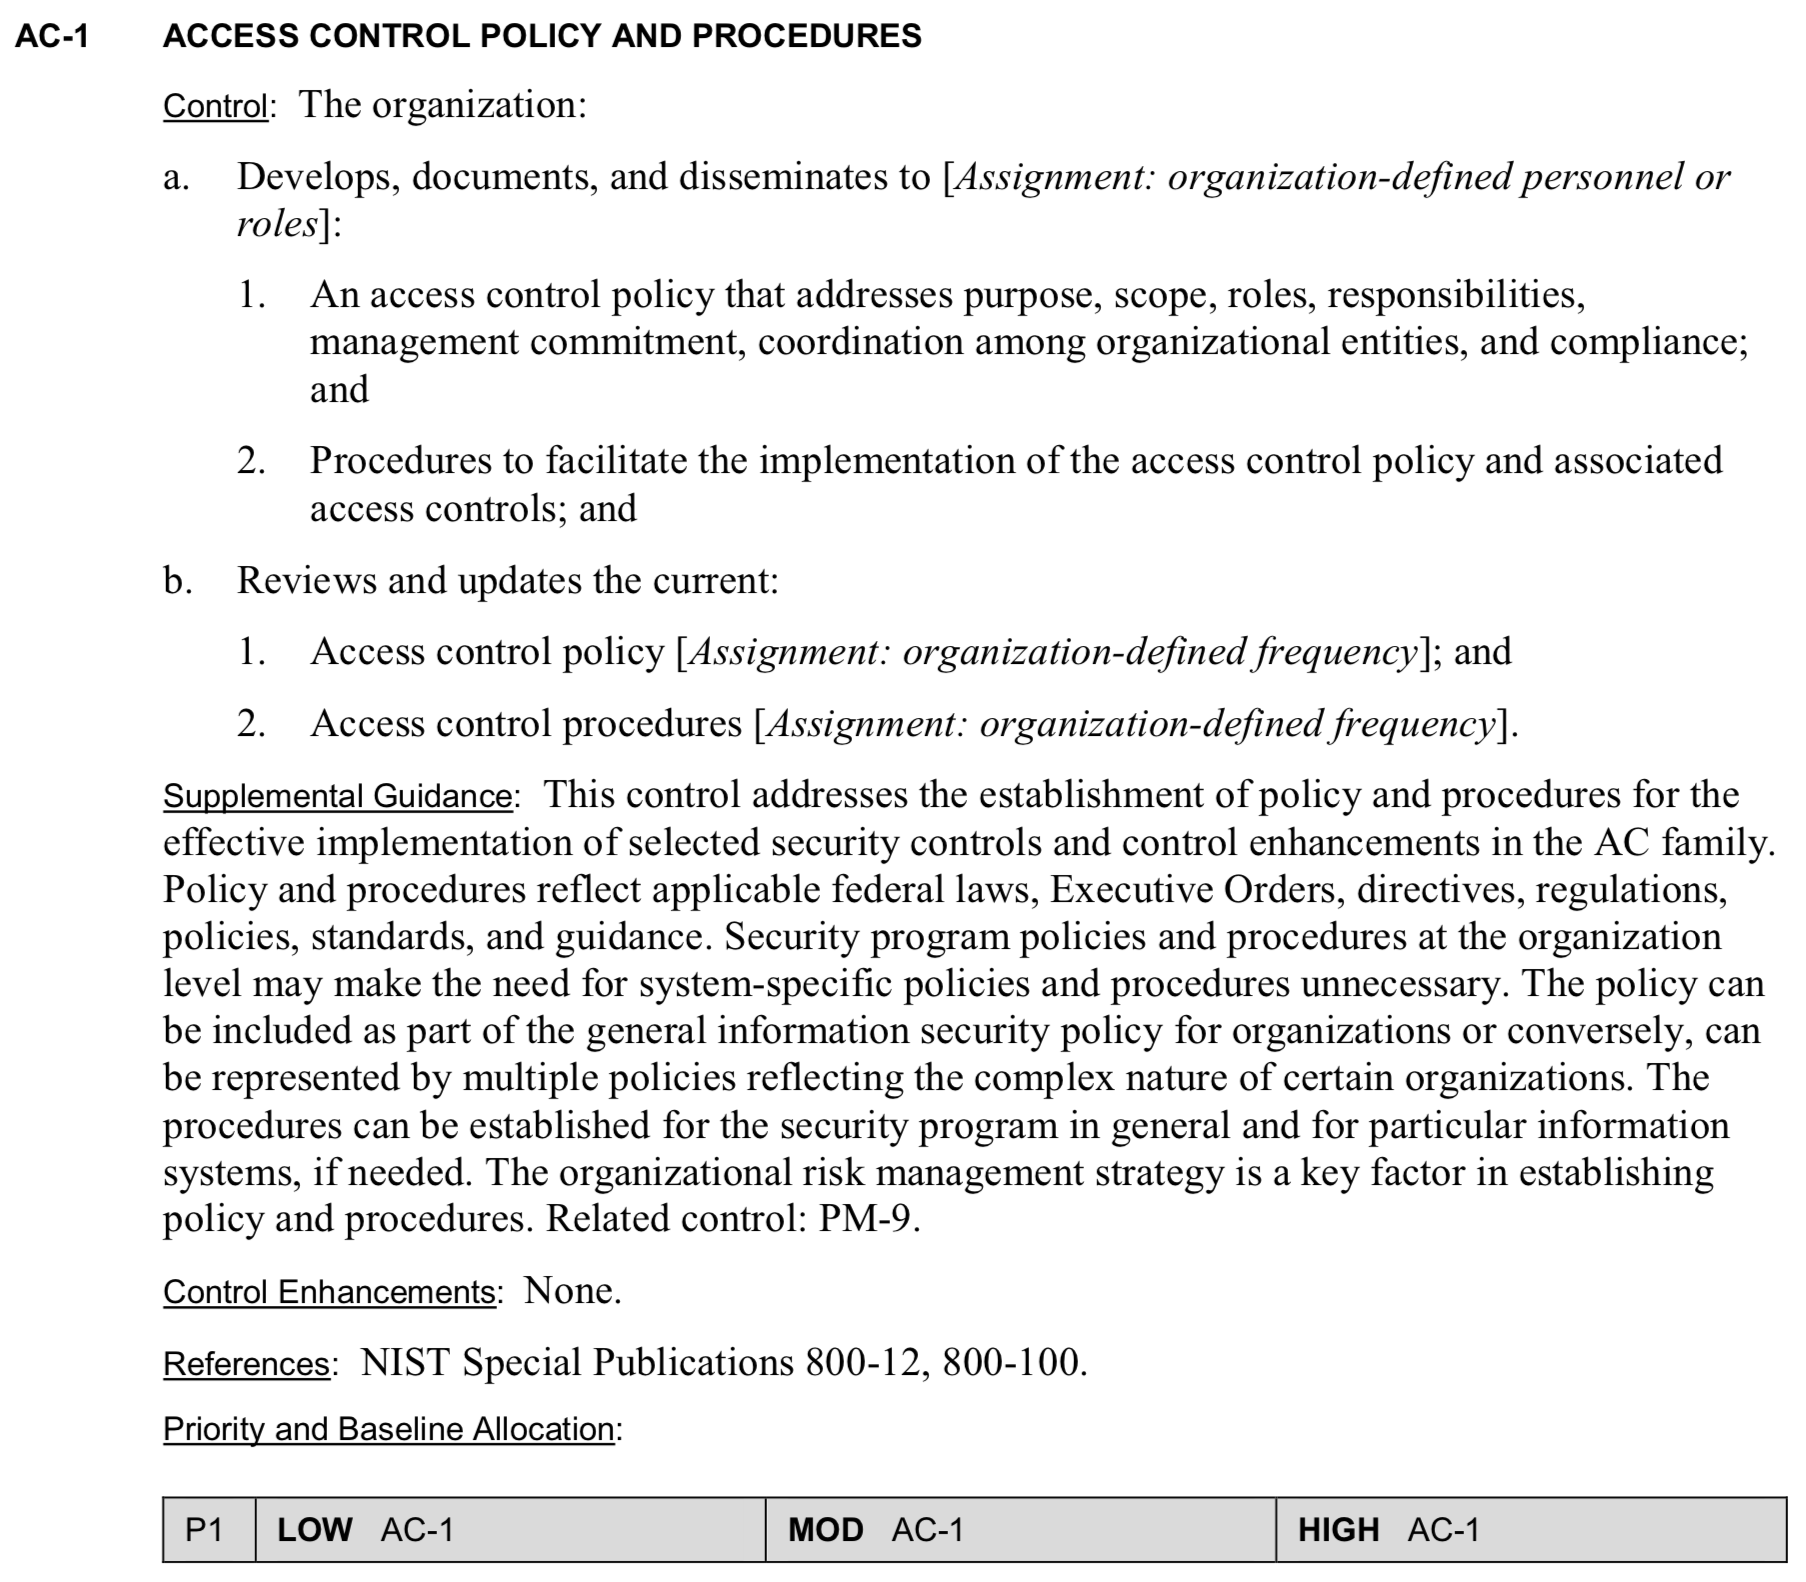 AC-1 ACCESS CONTROL POLICY AND PROCEDURES
Control: The organization:
a. Develops, documents, and disseminates to [Assignment: organization-defined personnel or
roles]:
1. An access control policy that addresses purpose, scope, roles, responsibilities,
management commitment, coordination among organizational entities, and compliance;
and
2. Procedures to facilitate the implementation of the access control policy and associated
access controls; and
b. Reviews and updates the current:
1. Access control policy [Assignment: organization-defined frequency]; and
2. Access control procedures [Assignment: organization-defined frequency].
Supplemental Guidance: This control addresses the establishment of policy and procedures for the
effective implementation of selected security controls and control enhancements in the AC family.
Policy and procedures reflect applicable federal laws, Executive Orders, directives, regulations,
policies, standards, and guidance. Security program policies and procedures at the organization
level may make the need for system-specific policies and procedures unnecessary. The policy can
be included as part of the general information security policy for organizations or conversely, can
be represented by multiple policies reflecting the complex nature of certain organizations. The
procedures can be established for the security program in general and for particular information
systems, if needed. The organizational risk management strategy is a key factor in establishing
policy and procedures. Related control: PM-9.
Control Enhancements: None.
References: NIST Special Publications 800-12, 800-100.
Priority and Baseline Allocation:
P1 LOW AC-1 MOD AC-1 HIGH AC-1